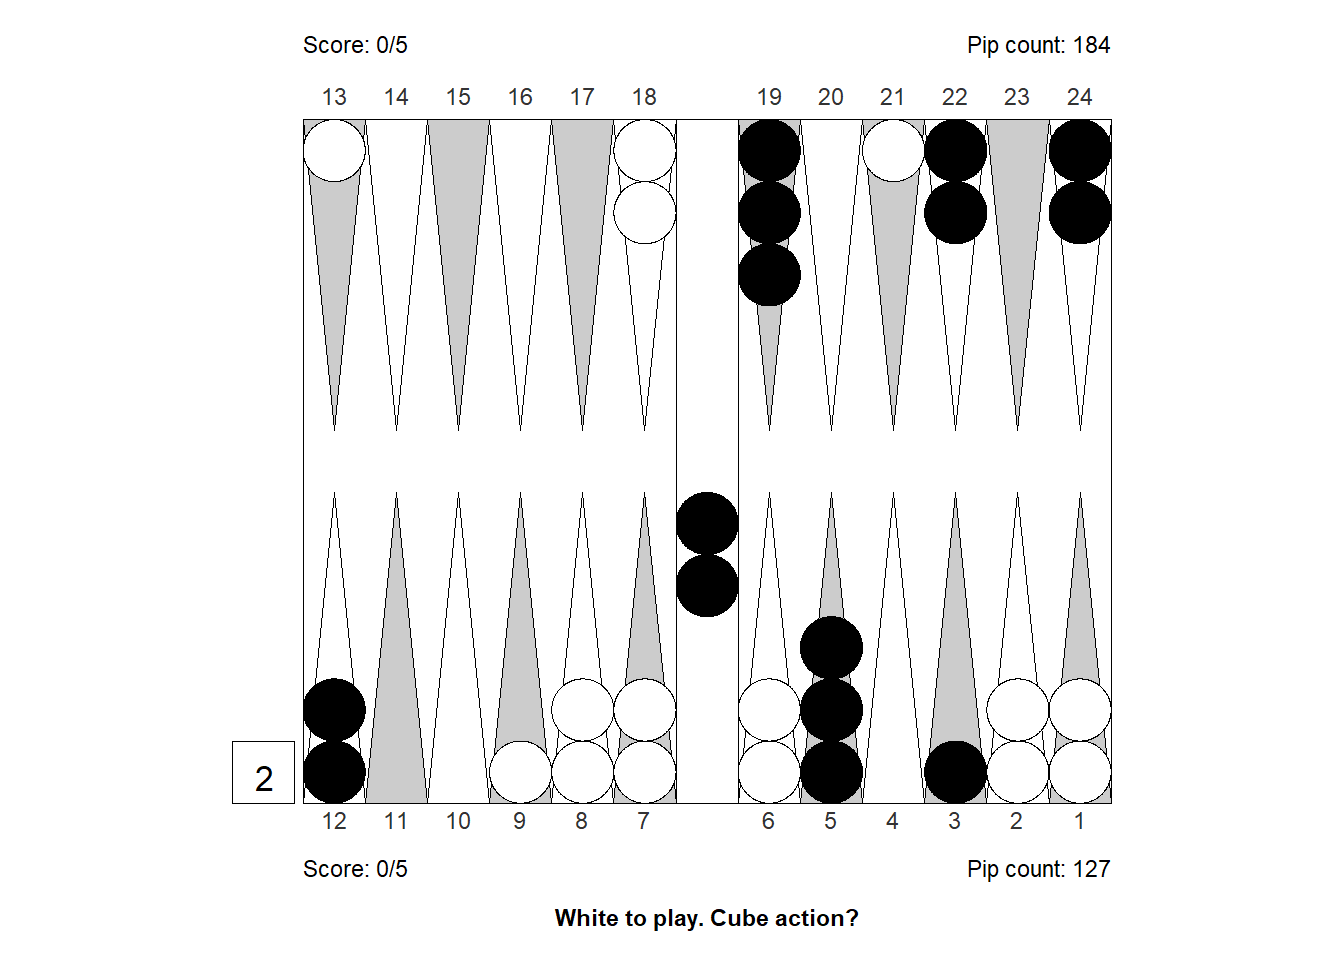 Score: 0/5 Pip count: 184
13 14 15 16 17 18 19 20 21 22 23 24
2
12 11 10 9 8 7 6 5 4 3 2 1
Score: 0/5 Pip count: 127
White to play. Cube action?